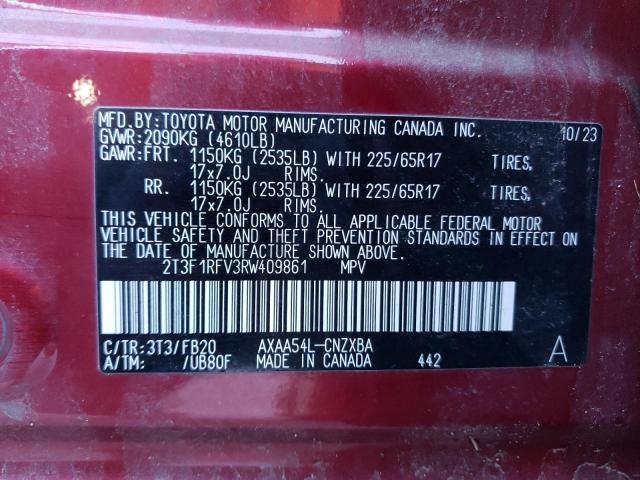 MFD.BY:TOYOTA MOTOR MANUFACTURING CANADA INC. 10/23
GVWR:2090KG (4610LB)
GAWR:FRT. 1150KG (2535LB) WITH 225/65R17 TIRES,
17x7.0J RIMS.
RR. 1150KG (2535LB) WITH 225/65R17 TIRES,
17x7.0J RIMS.
THIS VEHICLE CONFORMS TO ALL APPLICABLE FEDERAL MOTOR
VEHICLE SAFETY AND THEFT PREVENTION STANDARDS IN EFFECT ON
THE DATE OF MANUFACTURE SHOWN ABOVE.
2T3F1RFV3RW409861 MPV
C/TR:3T3/FB20 AXAA54L-CNZXBA A
A/TM: /UB80F MADE IN CANADA 442